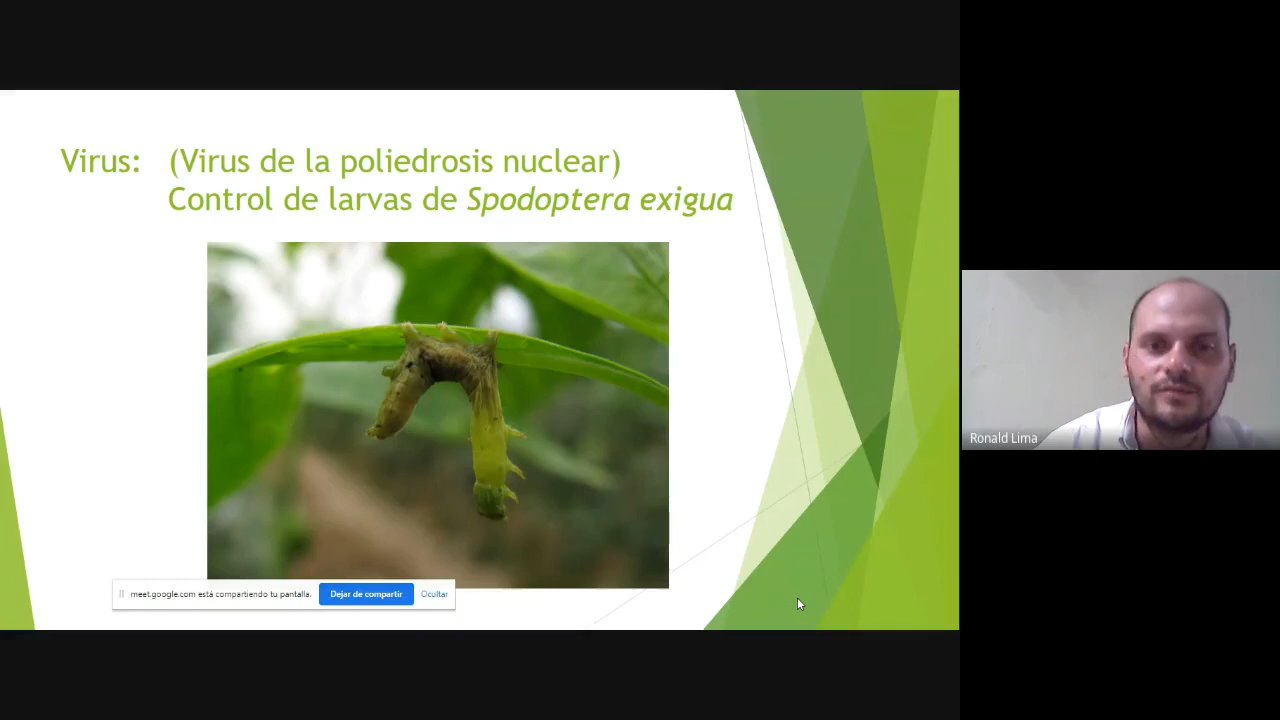 Virus: (Virus de la poliedrosis nuclear)
Control de larvas de Spodoptera exigua
meet.google.com está compartiendo tu pantalla. Dejar de compartir Ocultar
Ronald Lima